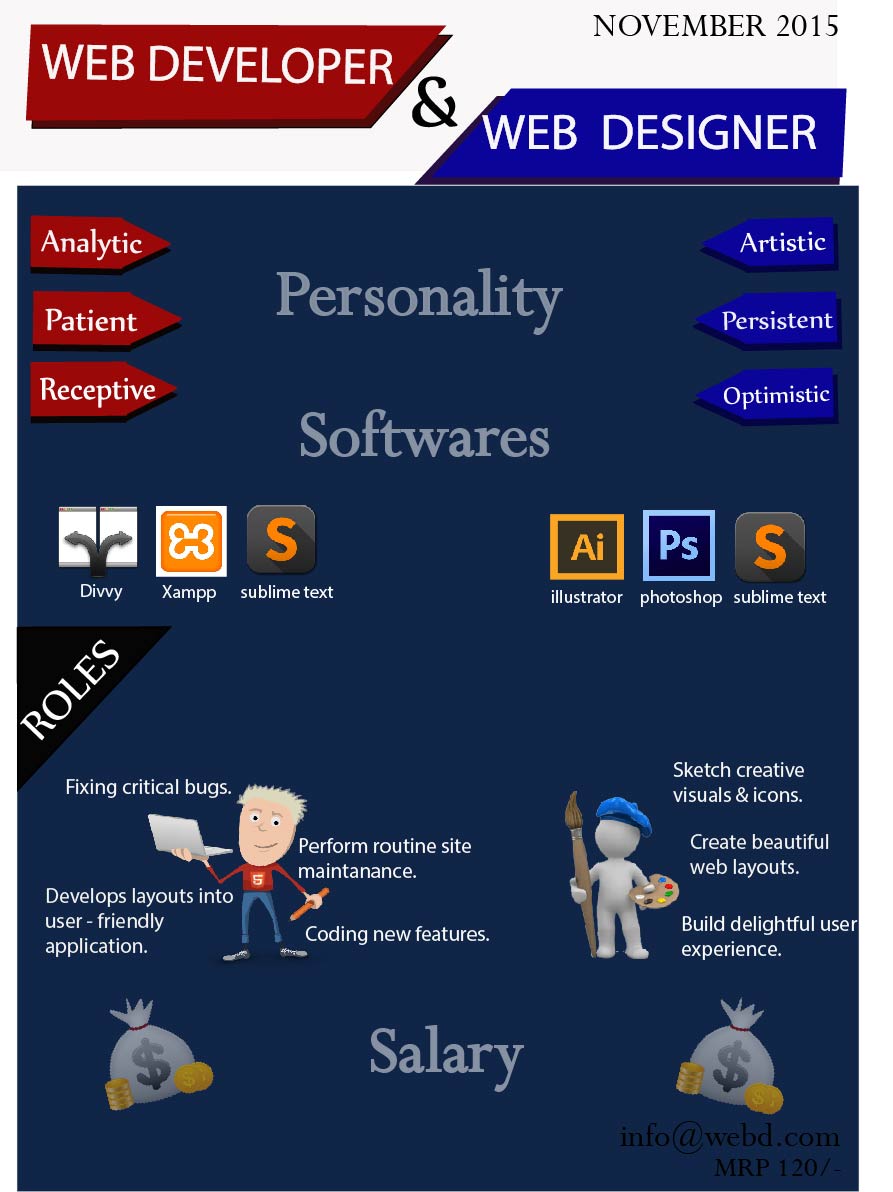 NOVEMBER 2015
WEB DEVELOPER
&
WEB DESIGNER
Analytic
Patient
Receptive
Personality
Artistic
Persistent
Optimistic
Softwares
Divvy
Xampp
S
sublime text
Ai
illustrator
Ps
photoshop
S
sublime text
ROLES
Fixing critical bugs.
Perform routine site
maintanance.
Develops layouts into
user - friendly
application.
Coding new features.
5
Sketch creative
visuals & icons.
Create beautiful
web layouts.
Build delightful user
experience.
$
Salary
$
info@webd.com
MRP 120/-